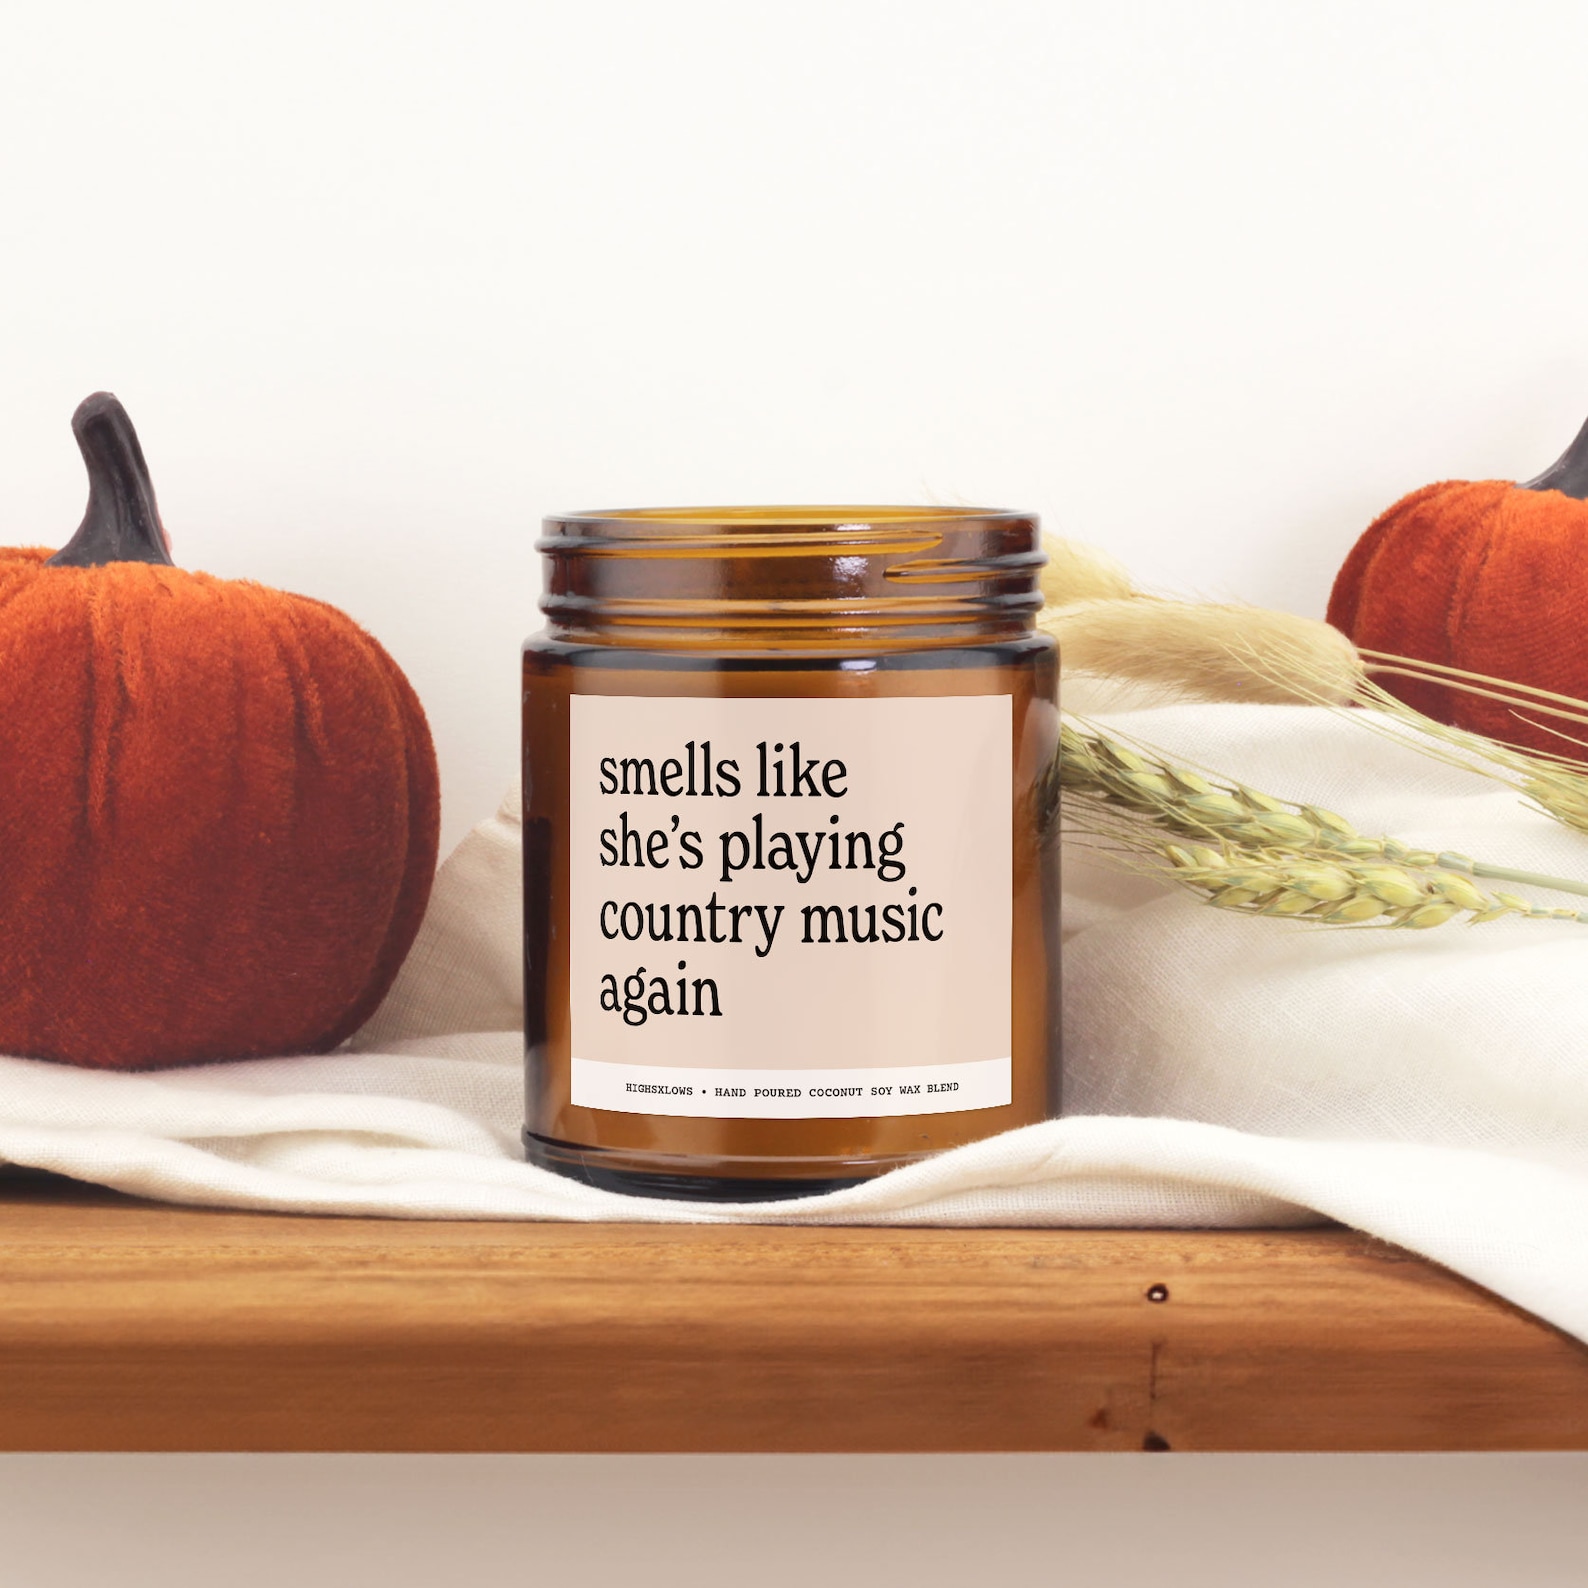 smells like
she’s playing
country music
again
HIGHSXLOWS • HAND POURED COCONUT SOY WAX BLEND